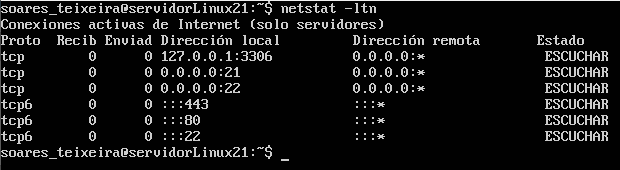 soares_teixeira@servidorLinux21:~$ netstat -ltn
Conexiones activas de Internet (solo servidores)
Proto  Recib Enviad Dirección local         Dirección remota       Estado
tcp        0      0 127.0.0.1:3306          0.0.0.0:*               ESCUCHAR
tcp        0      0 0.0.0.0:21              0.0.0.0:*               ESCUCHAR
tcp        0      0 0.0.0.0:22              0.0.0.0:*               ESCUCHAR
tcp6       0      0 :::443                  :::*                    ESCUCHAR
tcp6       0      0 :::80                   :::*                    ESCUCHAR
tcp6       0      0 :::22                   :::*                    ESCUCHAR
soares_teixeira@servidorLinux21:~$ _